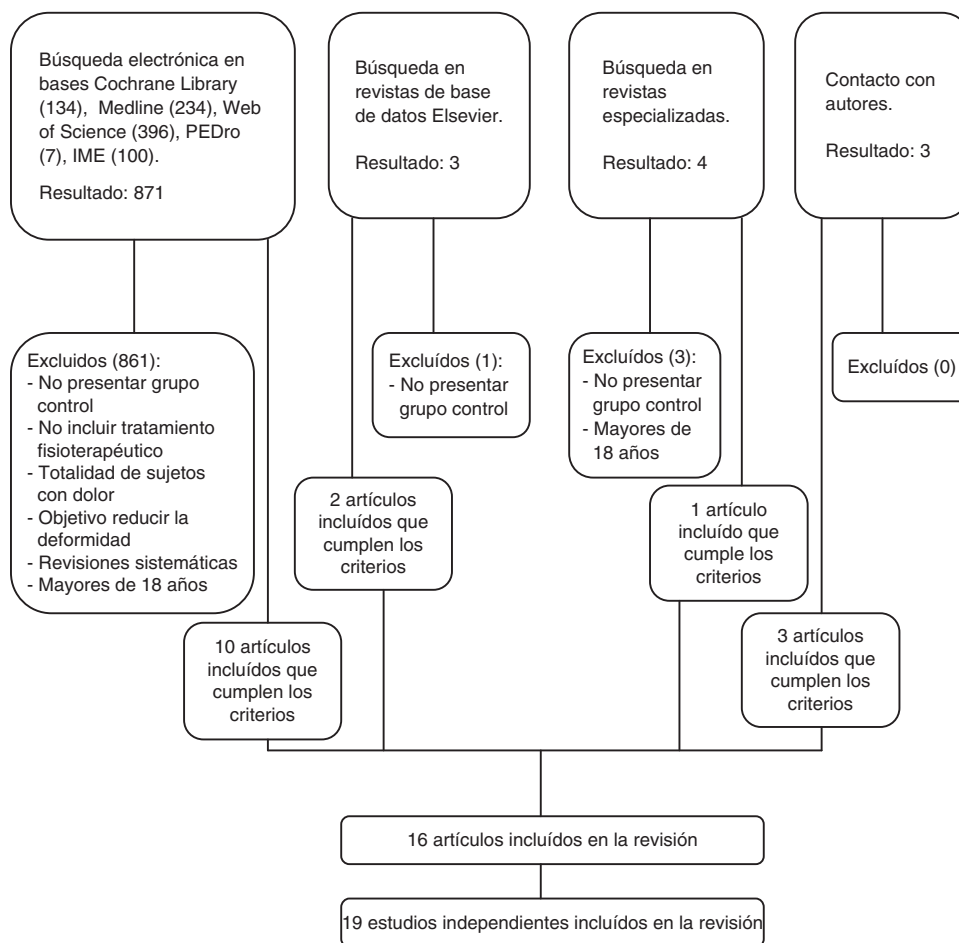 Búsqueda electrónica en
bases Cochrane Library
(134), Medline (234), Web
of Science (396), PEDro
(7), IME (100).
Resultado: 871
Búsqueda en
revistas de base
de datos Elsevier.
Resultado: 3
Búsqueda en
revistas
especializadas.
Resultado: 4
Contacto con
autores.
Resultado: 3
Excluidos (861):
- No presentar grupo
control
- No incluir tratamiento
fisioterapéutico
- Totalidad de sujetos
con dolor
- Objetivo reducir la
deformidad
- Revisiones sistemáticas
- Mayores de 18 años
Excluídos (1):
- No presentar
grupo control
Excluídos (3):
- No presentar
grupo control
- Mayores de
18 años
Excluídos (0)
2 artículos
incluídos que
cumplen los
criterios
1 artículo
incluído que
cumple los
criterios
10 artículos
incluídos que
cumplen los
criterios
3 artículos
incluídos que
cumplen los
criterios
16 artículos incluídos en la revisión
19 estudios independientes incluídos en la revisión